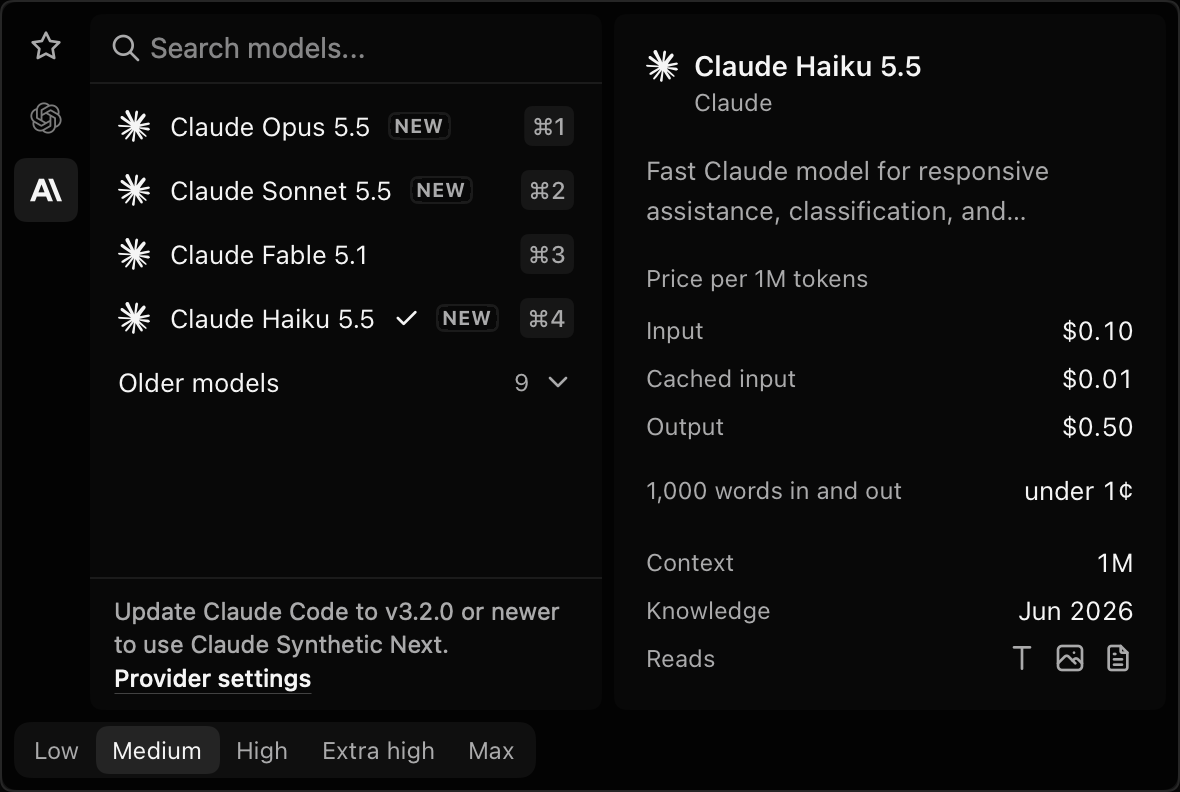 Search models...
Claude Opus 5.5 NEW ⌘1
Claude Sonnet 5.5 NEW ⌘2
Claude Fable 5.1 ⌘3
Claude Haiku 5.5 NEW ⌘4
Older models 9
Update Claude Code to v3.2.0 or newer
to use Claude Synthetic Next.
Provider settings
Claude Haiku 5.5
Claude
Fast Claude model for responsive
assistance, classification, and...
Price per 1M tokens
Input $0.10
Cached input $0.01
Output $0.50
1,000 words in and out under 1¢
Context 1M
Knowledge Jun 2026
Reads
Low Medium High Extra high Max